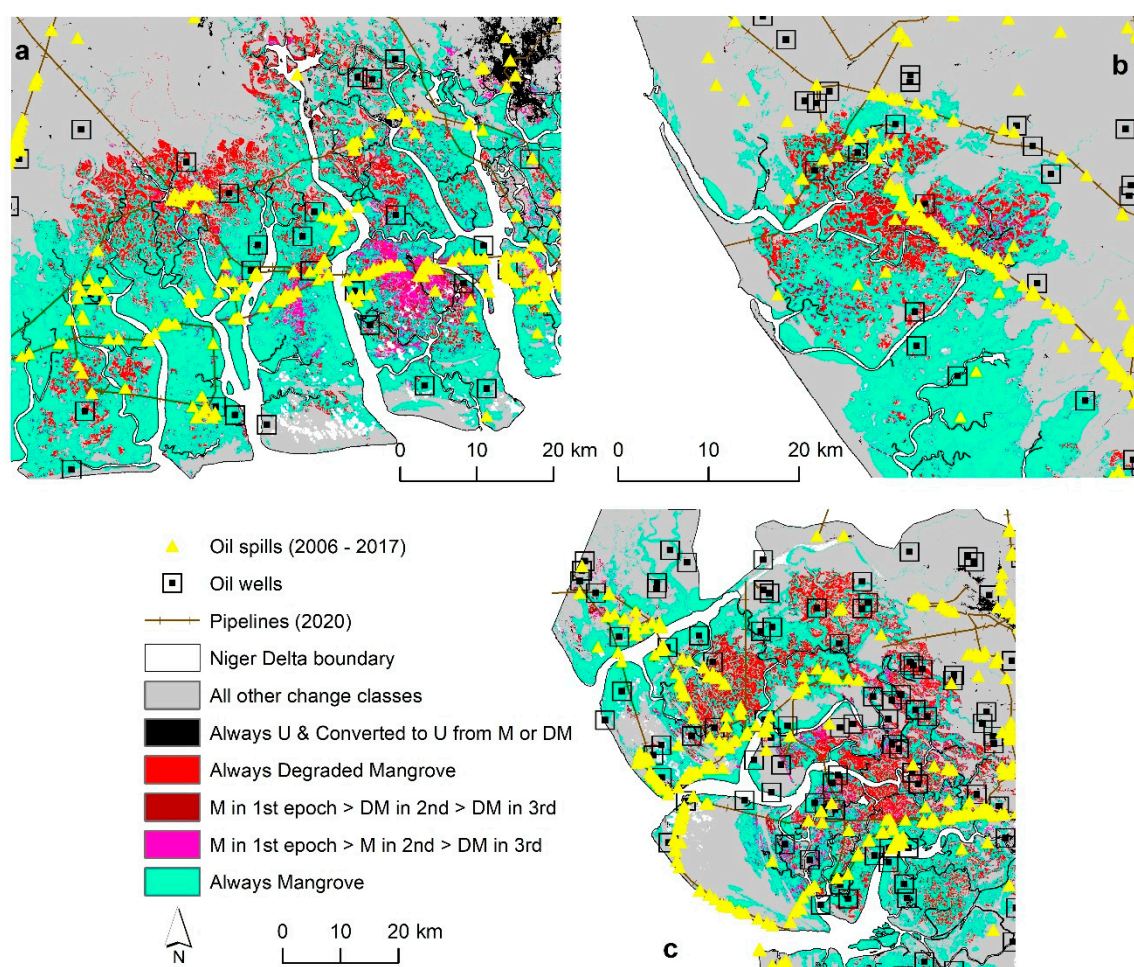 a
b
0 10 20 km
0 10 20 km
Oil spills (2006 - 2017)
Oil wells
Pipelines (2020)
Niger Delta boundary
All other change classes
Always U & Converted to U from M or DM
Always Degraded Mangrove
M in 1st epoch > DM in 2nd > DM in 3rd
M in 1st epoch > M in 2nd > DM in 3rd
Always Mangrove
N
0 10 20 km
c